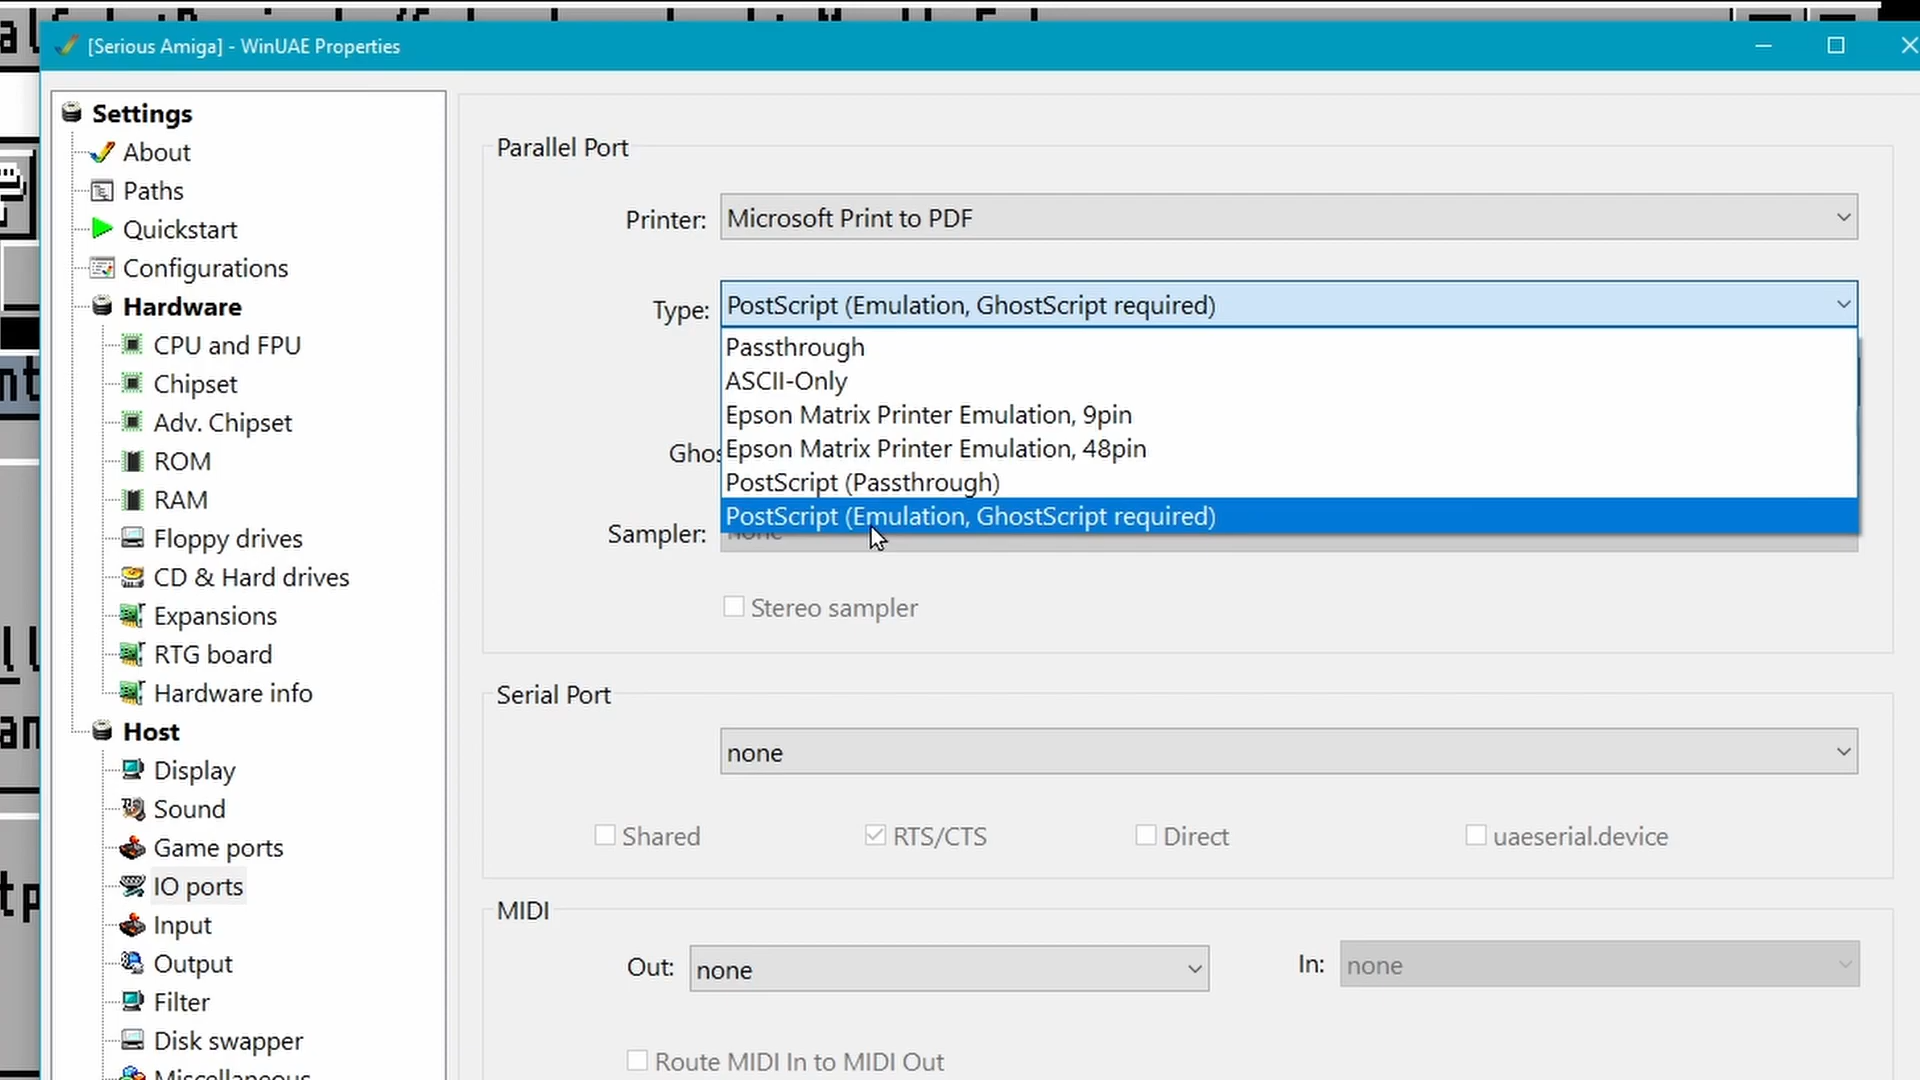 [Serious Amiga] - WinUAE Properties
Settings
About
Paths
Quickstart
Configurations
Hardware
CPU and FPU
Chipset
Adv. Chipset
ROM
RAM
Floppy drives
CD & Hard drives
Expansions
RTG board
Hardware info
Host
Display
Sound
Game ports
IO ports
Input
Output
Filter
Disk swapper
Miscellaneous
Parallel Port
Printer: Microsoft Print to PDF
Type: PostScript (Emulation, GhostScript required)
Passthrough
ASCII-Only
Epson Matrix Printer Emulation, 9pin
Epson Matrix Printer Emulation, 48pin
PostScript (Passthrough)
PostScript (Emulation, GhostScript required)
Ghos
Sampler: none
Stereo sampler
Serial Port
none
Shared RTS/CTS Direct uaeserial.device
MIDI
Out: none In: none
Route MIDI In to MIDI Out